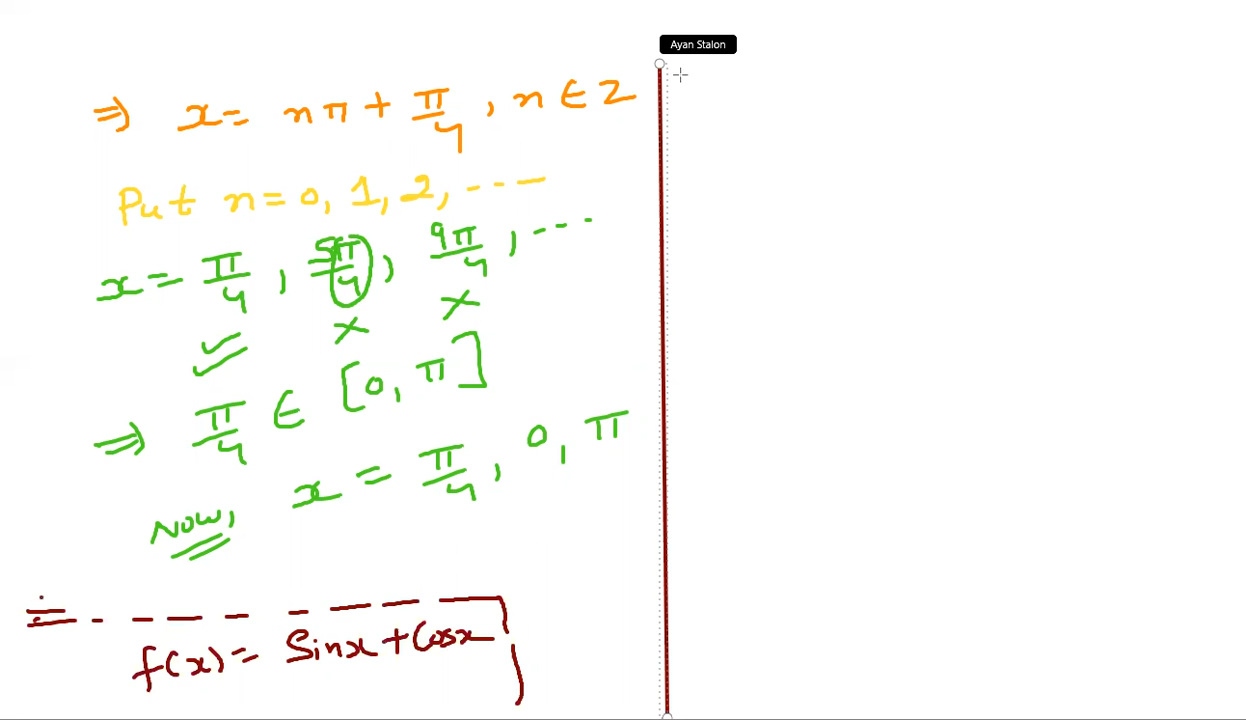 Ayan Stalon
⇒ x = nπ + π/4, n ∈ Z
Put n = 0, 1, 2, ---
x = π/4, 5π/4, 9π/4, ---
✓ × ×
⇒ π/4 ∈ [0, π]
Now, x = π/4, 0, π
f(x) = Sinx + Cosx